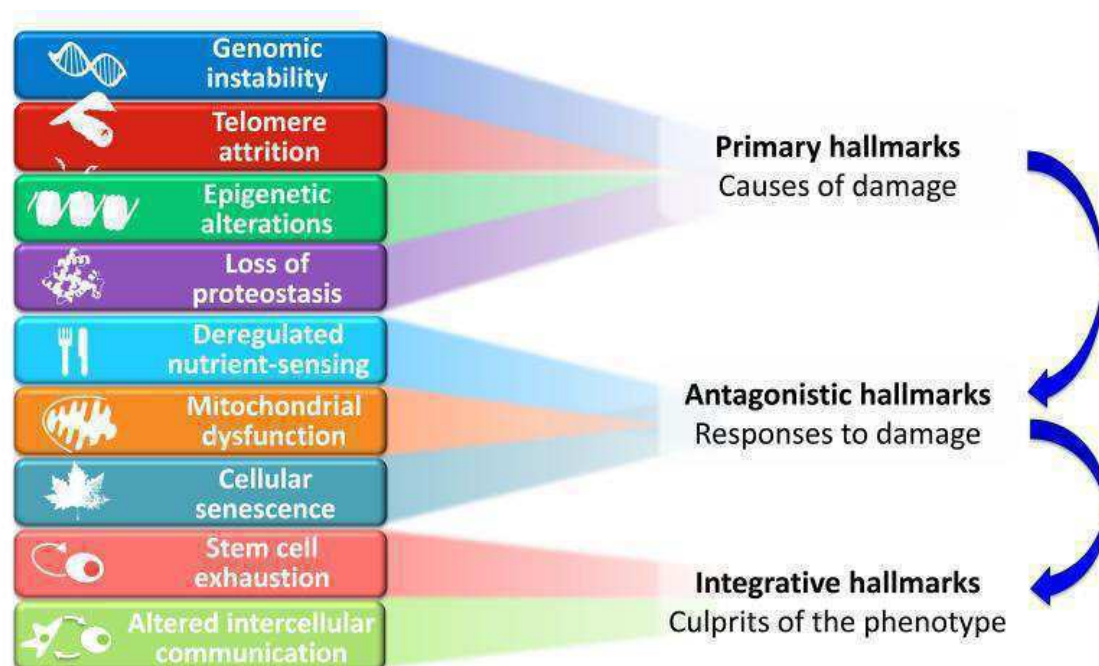 Genomic
instability
Telomere
attrition
Epigenetic
alterations
Loss of
proteostasis
Deregulated
nutrient-sensing
Mitochondrial
dysfunction
Cellular
senescence
Stem cell
exhaustion
Altered intercellular
communication
Primary hallmarks
Causes of damage
Antagonistic hallmarks
Responses to damage
Integrative hallmarks
Culprits of the phenotype